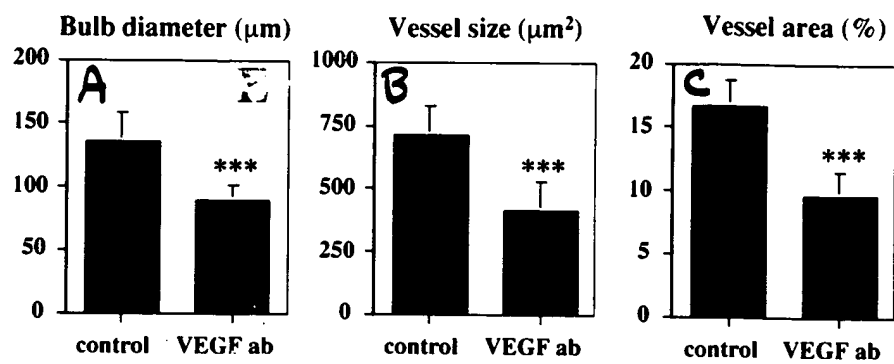 Bulb diameter (μm)
200
150
100
50
0
A
***
control
VEGF ab
Vessel size (μm²)
1000
750
500
250
0
B
***
control
VEGF ab
Vessel area (%)
20
15
10
5
0
C
***
control
VEGF ab